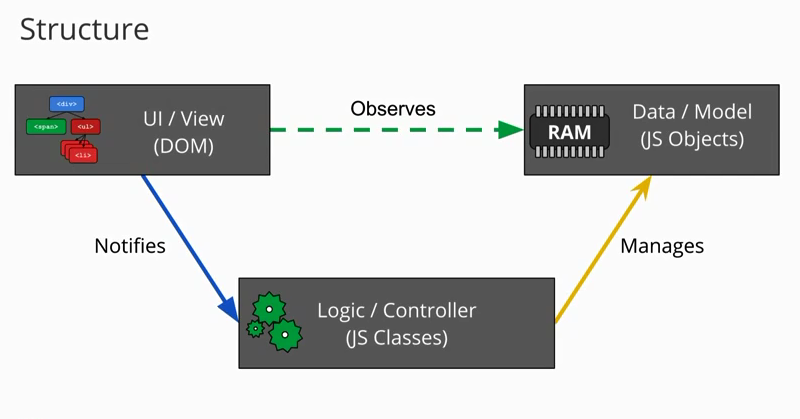 Structure
<div>
<span>
<ul>
<li>
UI / View
(DOM)
Observes
RAM
Data / Model
(JS Objects)
Notifies
Manages
Logic / Controller
(JS Classes)